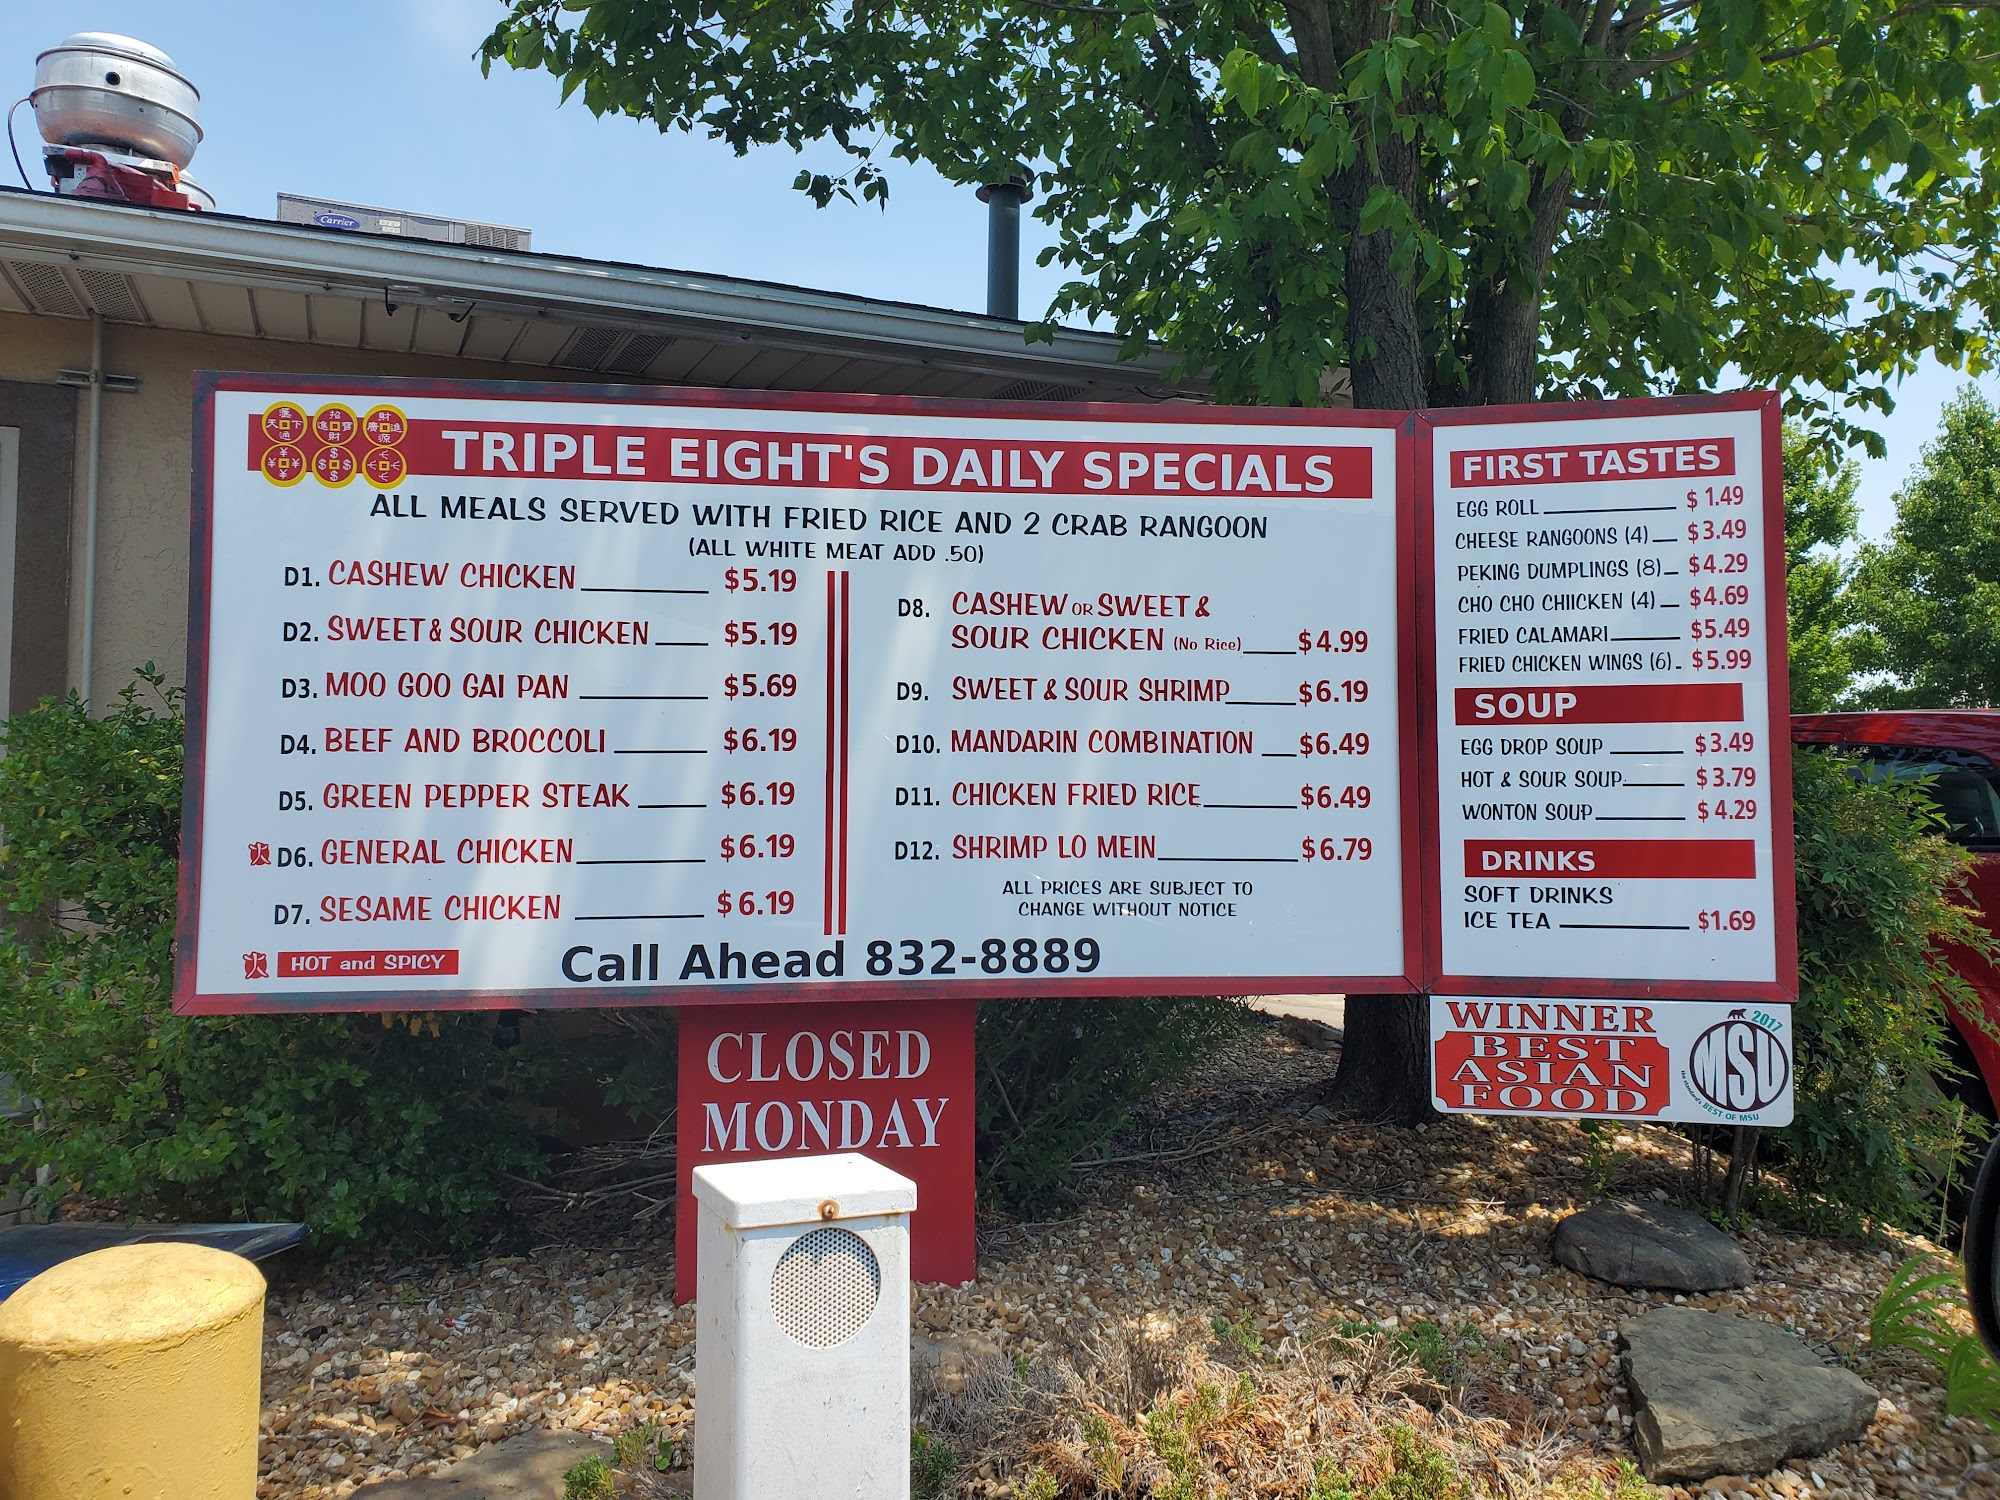 Carrier
TRIPLE EIGHT'S DAILY SPECIALS
ALL MEALS SERVED WITH FRIED RICE AND 2 CRAB RANGOON
(ALL WHITE MEAT ADD .50)
D1. CASHEW CHICKEN $5.19
D2. SWEET & SOUR CHICKEN $5.19
D3. MOO GOO GAI PAN $5.69
D4. BEEF AND BROCCOLI $6.19
D5. GREEN PEPPER STEAK $6.19
D6. GENERAL CHICKEN $6.19
D7. SESAME CHICKEN $6.19
HOT and SPICY
D8. CASHEW OR SWEET &
SOUR CHICKEN (No Rice) $4.99
D9. SWEET & SOUR SHRIMP $6.19
D10. MANDARIN COMBINATION $6.49
D11. CHICKEN FRIED RICE $6.49
D12. SHRIMP LO MEIN $6.79
ALL PRICES ARE SUBJECT TO
CHANGE WITHOUT NOTICE
Call Ahead 832-8889
FIRST TASTES
EGG ROLL $1.49
CHEESE RANGOONS (4) $3.49
PEKING DUMPLINGS (8) $4.29
CHO CHO CHIICKEN (4) $4.69
FRIED CALAMARI $5.49
FRIED CHICKEN WINGS (6) $5.99
SOUP
EGG DROP SOUP $3.49
HOT & SOUR SOUP $3.79
WONTON SOUP $4.29
DRINKS
SOFT DRINKS
ICE TEA $1.69
CLOSED
MONDAY
WINNER
BEST
ASIAN
FOOD
2017
MSU
BEST OF MSU